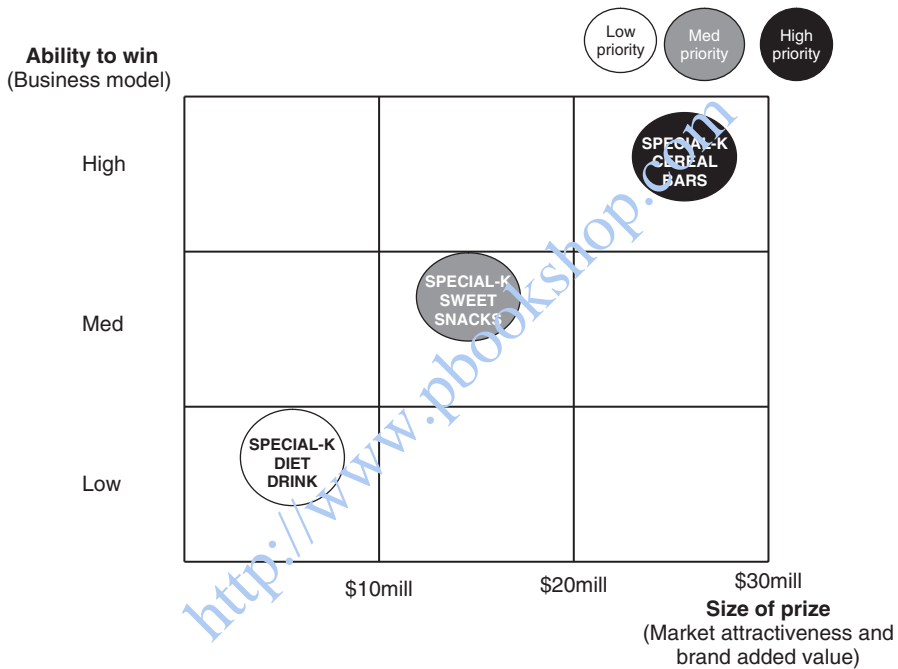 Low
priority
Med
priority
High
priority
Ability to win
(Business model)
High
SPECIAL-K
CEREAL
BARS
Med
SPECIAL-K
SWEET
SNACKS
Low
SPECIAL-K
DIET
DRINK
$10mill
$20mill
$30mill
Size of prize
(Market attractiveness and
brand added value)
http://www.pbookshop.com